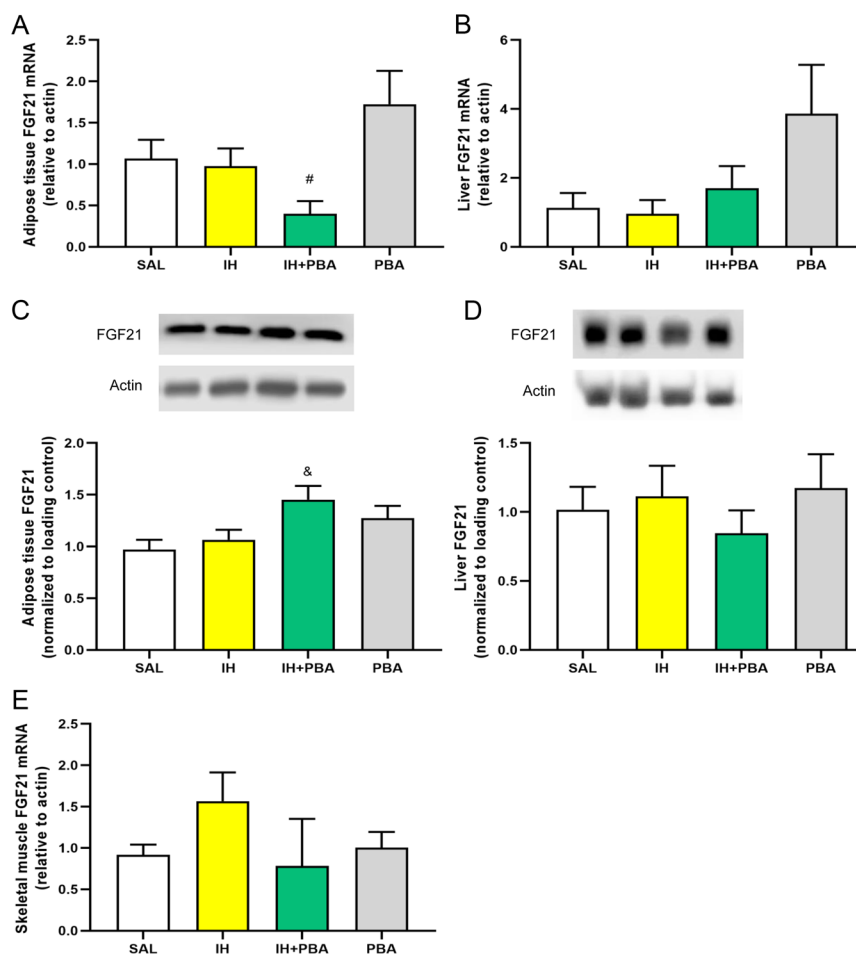 A
Adipose tissue FGF21 mRNA
(relative to actin)
2.5
2.0
1.5
1.0
0.5
0.0
#
SAL
IH
IH+PBA
PBA
B
Liver FGF21 mRNA
(relative to actin)
6
4
2
0
SAL
IH
IH+PBA
PBA
C
FGF21
Actin
Adipose tissue FGF21
(normalized to loading control)
2.0
1.5
1.0
0.5
0.0
&
SAL
IH
IH+PBA
PBA
D
FGF21
Actin
Liver FGF21
(normalized to loading control)
1.5
1.0
0.5
0.0
SAL
IH
IH+PBA
PBA
E
Skeletal muscle FGF21 mRNA
(relative to actin)
2.5
2.0
1.5
1.0
0.5
0.0
SAL
IH
IH+PBA
PBA